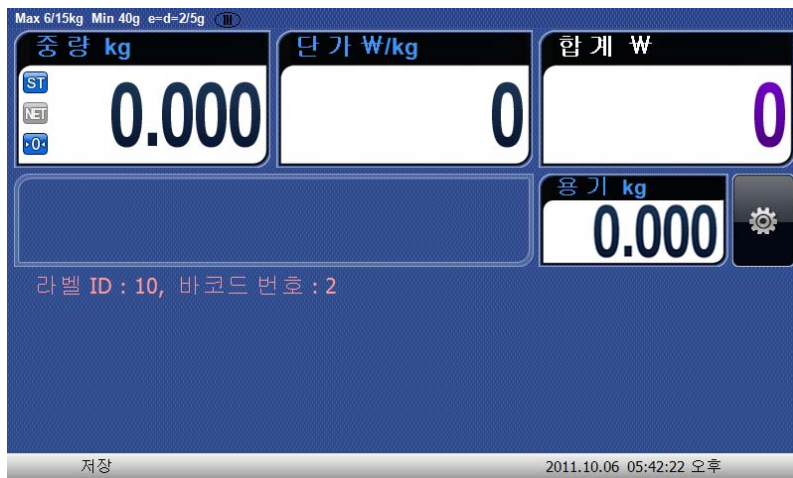 Max 6/15kg Min 40g e=d=2/5g III
중량 kg
단가 ₩/kg
합계 ₩
ST
NET
0.000
0
0
▸0◂
용기 kg
0.000
라벨 ID : 10, 바코드 번호 : 2
저장
2011.10.06 05:42:22 오후